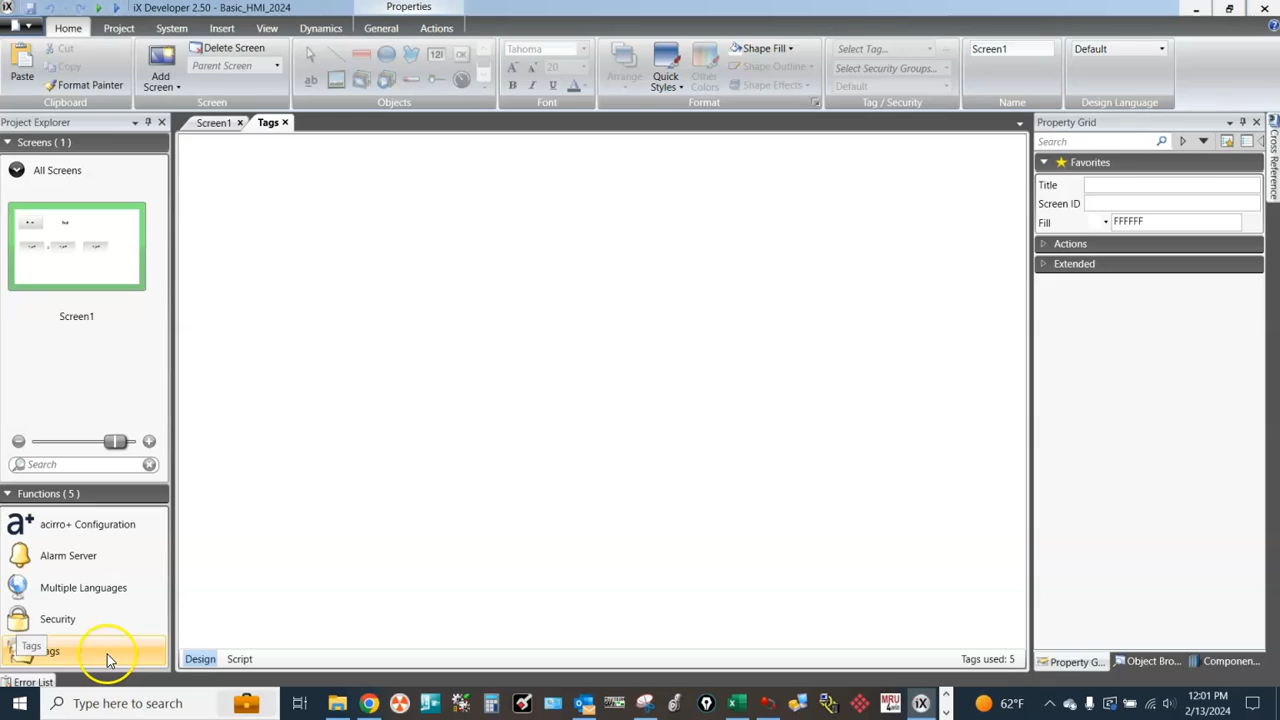 iX Developer 2.50 - Basic_HMI_2024
Properties
Home
Project
System
Insert
View
Dynamics
General
Actions
Paste
Cut
Copy
Format Painter
Clipboard
Add
Screen
Delete Screen
Parent Screen
Screen
Objects
Tahoma
20
Font
Arrange
Quick
Styles
Other
Colors
Shape Fill
Shape Outline
Shape Effects
Format
Select Tag...
Select Security Groups...
Default
Tag / Security
Screen1
Name
Default
Design Language
Project Explorer
Screen1
Tags
Property Grid
Screens ( 1 )
All Screens
Screen1
Search
Functions ( 5 )
acirro+ Configuration
Alarm Server
Multiple Languages
Security
Tags
Search
Favorites
Title
Screen ID
Fill
FFFFFF
Actions
Extended
Cross Reference
Design
Script
Tags used: 5
Property G...
Object Bro...
Componen...
Error List
Type here to search
62°F
12:01 PM
2/13/2024